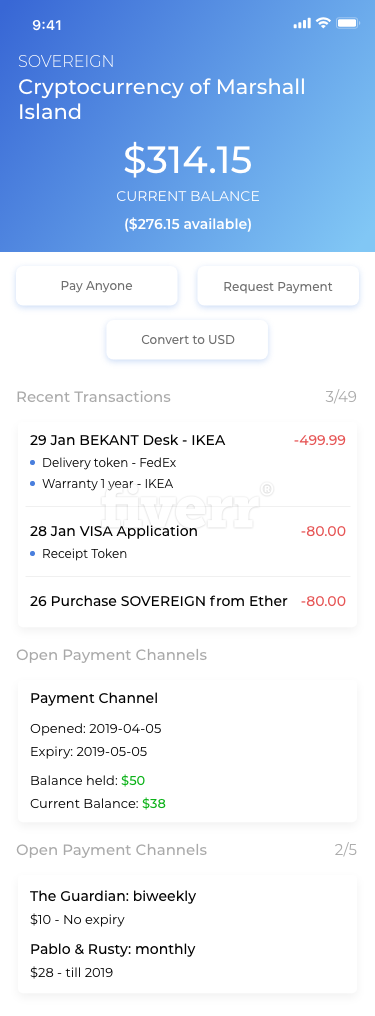 9:41
SOVEREIGN
Cryptocurrency of Marshall
Island
$314.15
CURRENT BALANCE
($276.15 available)
Pay Anyone
Request Payment
Convert to USD
Recent Transactions 3/49
29 Jan BEKANT Desk - IKEA -499.99
Delivery token - FedEx
Warranty 1 year - IKEA
fiverr®
28 Jan VISA Application -80.00
Receipt Token
26 Purchase SOVEREIGN from Ether -80.00
Open Payment Channels
Payment Channel
Opened: 2019-04-05
Expiry: 2019-05-05
Balance held: $50
Current Balance: $38
Open Payment Channels 2/5
The Guardian: biweekly
$10 - No expiry
Pablo & Rusty: monthly
$28 - till 2019